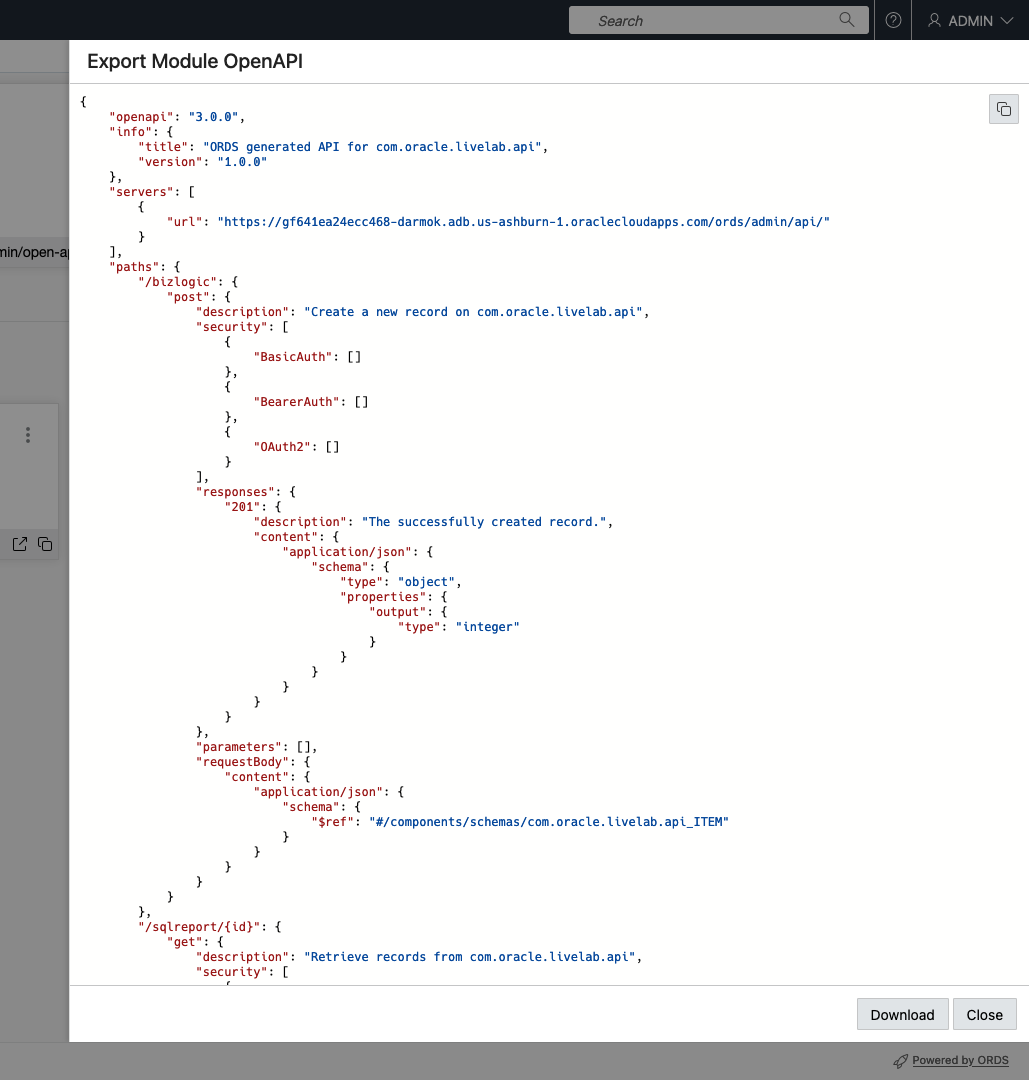 Search
ADMIN
Export Module OpenAPI
{
    "openapi": "3.0.0",
    "info": {
        "title": "ORDS generated API for com.oracle.livelab.api",
        "version": "1.0.0"
    },
    "servers": [
        {
            "url": "https://gf641ea24ecc468-darmok.adb.us-ashburn-1.oraclecloudapps.com/ords/admin/api/"
        }
    ],
min/open-ap
    "paths": {
        "/bizlogic": {
            "post": {
                "description": "Create a new record on com.oracle.livelab.api",
                "security": [
                    {
                        "BasicAuth": []
                    },
                    {
                        "BearerAuth": []
                    },
                    {
                        "OAuth2": []
                    }
                ],
                "responses": {
                    "201": {
                        "description": "The successfully created record.",
                        "content": {
                            "application/json": {
                                "schema": {
                                    "type": "object",
                                    "properties": {
                                        "output": {
                                            "type": "integer"
                                        }
                                    }
                                }
                            }
                        }
                    }
                },
                "parameters": [],
                "requestBody": {
                    "content": {
                        "application/json": {
                            "schema": {
                                "$ref": "#/components/schemas/com.oracle.livelab.api_ITEM"
                            }
                        }
                    }
                }
            }
        },
        "/sqlreport/{id}": {
            "get": {
                "description": "Retrieve records from com.oracle.livelab.api",
                "security": [
                    {
Download
Close
Powered by ORDS